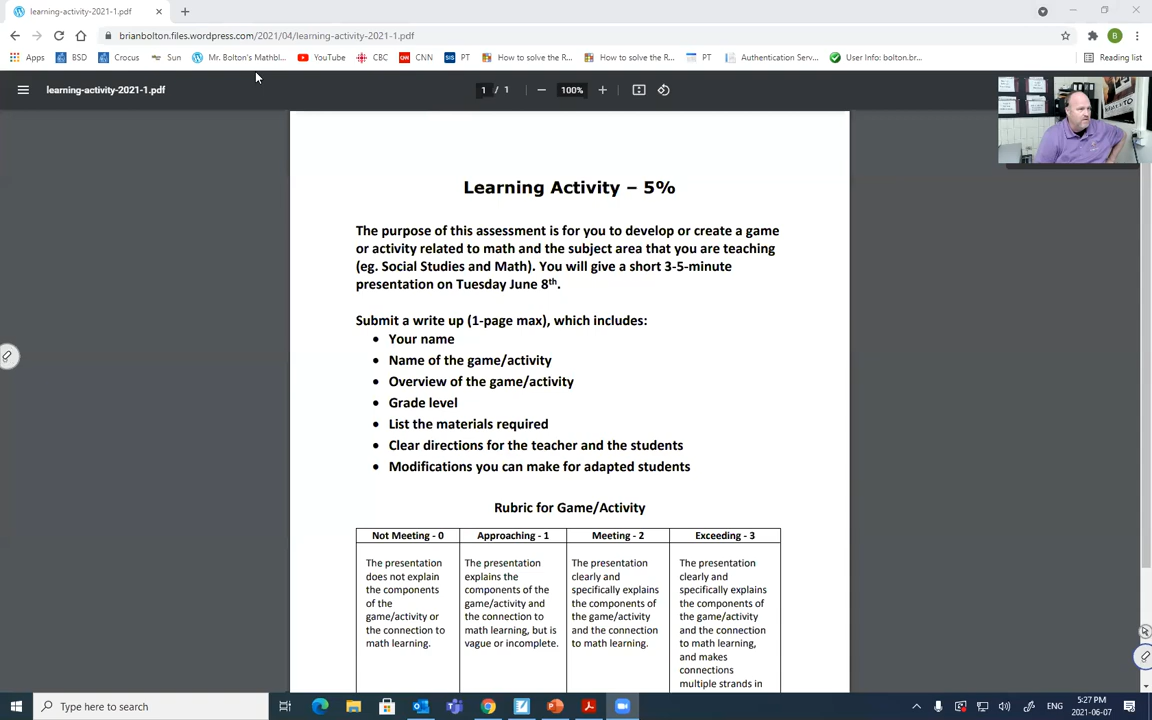 learning-activity-2021-1.pdf
brianbolton.files.wordpress.com/2021/04/learning-activity-2021-1.pdf
Apps BSD Crocus Sun Mr. Bolton's Mathbl... YouTube CBC CNN PT How to solve the R... How to solve the R... PT Authentication Serv... User Info: bolton.br... Reading list
learning-activity-2021-1.pdf 1 / 1 100%
Learning Activity – 5%
The purpose of this assessment is for you to develop or create a game
or activity related to math and the subject area that you are teaching
(eg. Social Studies and Math). You will give a short 3-5-minute
presentation on Tuesday June 8th.
Submit a write up (1-page max), which includes:
• Your name
• Name of the game/activity
• Overview of the game/activity
• Grade level
• List the materials required
• Clear directions for the teacher and the students
• Modifications you can make for adapted students
Rubric for Game/Activity
Not Meeting - 0 Approaching - 1 Meeting - 2 Exceeding - 3
The presentation
does not explain
the components
of the
game/activity or
the connection to
math learning.
The presentation
explains the
components of the
game/activity and
the connection to
math learning, but is
vague or incomplete.
The presentation
clearly and
specifically explains
the components of
the game/activity
and the connection
to math learning.
The presentation
clearly and
specifically explains
the components of
the game/activity
and the connection
to math learning,
and makes
connections
multiple strands in
Type here to search
ENG
5:27 PM
2021-06-07